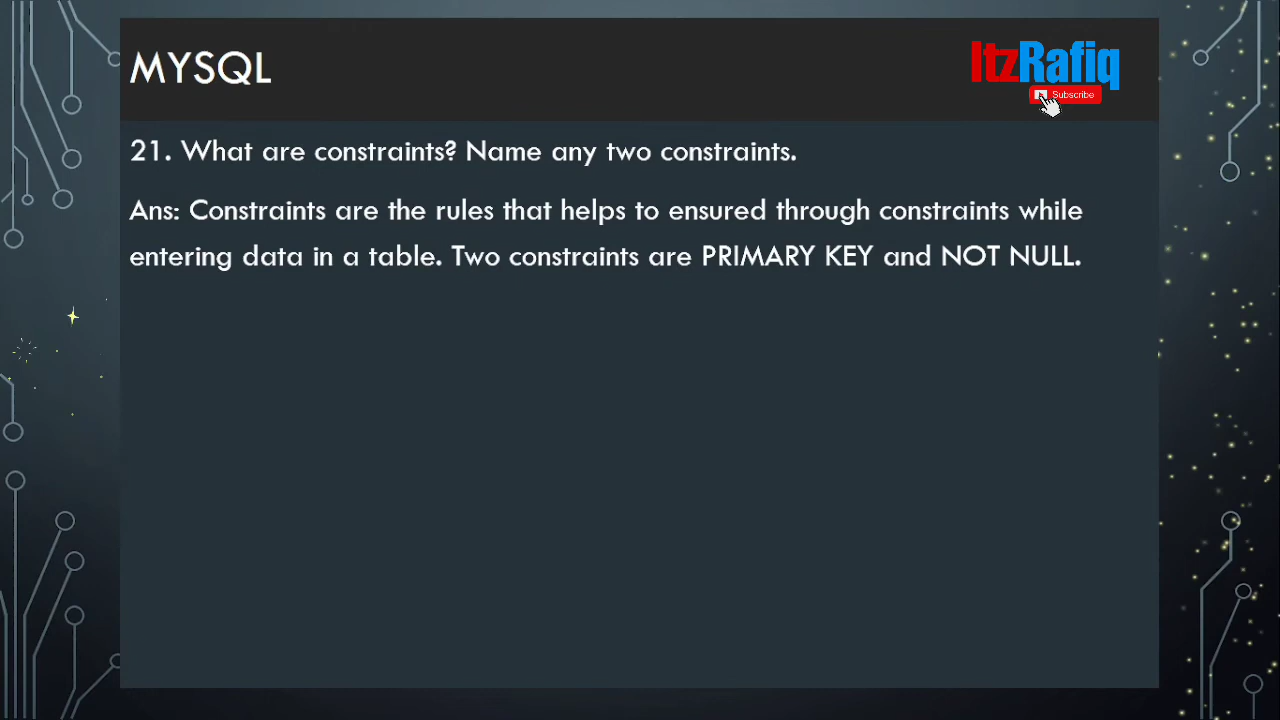 MYSQL
ItzRafiq
Subscribe
21. What are constraints? Name any two constraints.
Ans: Constraints are the rules that helps to ensured through constraints while
entering data in a table. Two constraints are PRIMARY KEY and NOT NULL.